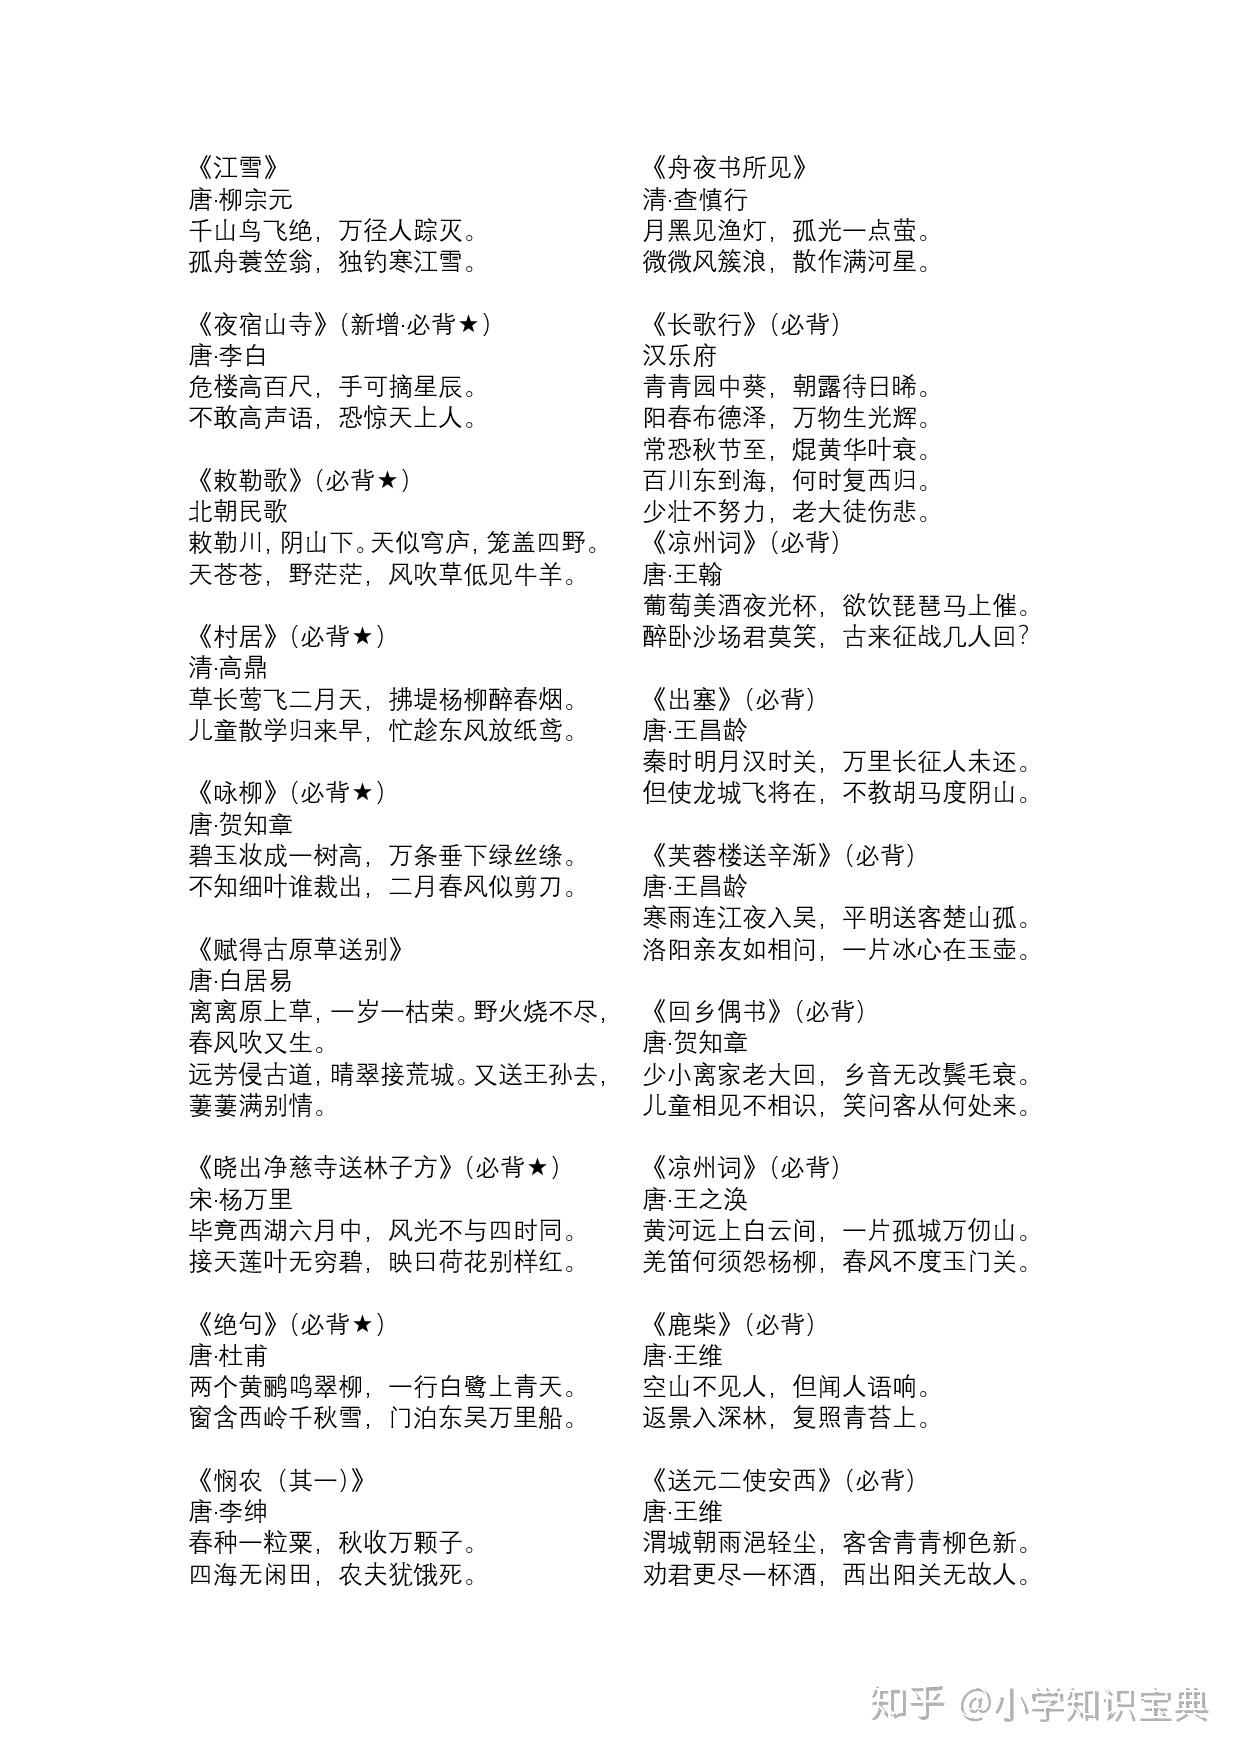 《江雪》
唐·柳宗元
千山鸟飞绝，万径人踪灭。
孤舟蓑笠翁，独钓寒江雪。
《夜宿山寺》（新增·必背★）
唐·李白
危楼高百尺，手可摘星辰。
不敢高声语，恐惊天上人。
《敕勒歌》（必背★）
北朝民歌
敕勒川，阴山下。天似穹庐，笼盖四野。
天苍苍，野茫茫，风吹草低见牛羊。
《村居》（必背★）
清·高鼎
草长莺飞二月天，拂堤杨柳醉春烟。
儿童散学归来早，忙趁东风放纸鸢。
《咏柳》（必背★）
唐·贺知章
碧玉妆成一树高，万条垂下绿丝绦。
不知细叶谁裁出，二月春风似剪刀。
《赋得古原草送别》
唐·白居易
离离原上草，一岁一枯荣。野火烧不尽，
春风吹又生。
远芳侵古道，晴翠接荒城。又送王孙去，
萋萋满别情。
《晓出净慈寺送林子方》（必背★）
宋·杨万里
毕竟西湖六月中，风光不与四时同。
接天莲叶无穷碧，映日荷花别样红。
《绝句》（必背★）
唐·杜甫
两个黄鹂鸣翠柳，一行白鹭上青天。
窗含西岭千秋雪，门泊东吴万里船。
《悯农（其一）》
唐·李绅
春种一粒粟，秋收万颗子。
四海无闲田，农夫犹饿死。
《舟夜书所见》
清·查慎行
月黑见渔灯，孤光一点萤。
微微风簇浪，散作满河星。
《长歌行》（必背）
汉乐府
青青园中葵，朝露待日晞。
阳春布德泽，万物生光辉。
常恐秋节至，焜黄华叶衰。
百川东到海，何时复西归。
少壮不努力，老大徒伤悲。
《凉州词》（必背）
唐·王翰
葡萄美酒夜光杯，欲饮琵琶马上催。
醉卧沙场君莫笑，古来征战几人回？
《出塞》（必背）
唐·王昌龄
秦时明月汉时关，万里长征人未还。
但使龙城飞将在，不教胡马度阴山。
《芙蓉楼送辛渐》（必背）
唐·王昌龄
寒雨连江夜入吴，平明送客楚山孤。
洛阳亲友如相问，一片冰心在玉壶。
《回乡偶书》（必背）
唐·贺知章
少小离家老大回，乡音无改鬓毛衰。
儿童相见不相识，笑问客从何处来。
《凉州词》（必背）
唐·王之涣
黄河远上白云间，一片孤城万仞山。
羌笛何须怨杨柳，春风不度玉门关。
《鹿柴》（必背）
唐·王维
空山不见人，但闻人语响。
返景入深林，复照青苔上。
《送元二使安西》（必背）
唐·王维
渭城朝雨浥轻尘，客舍青青柳色新。
劝君更尽一杯酒，西出阳关无故人。
知乎 @小学知识宝典